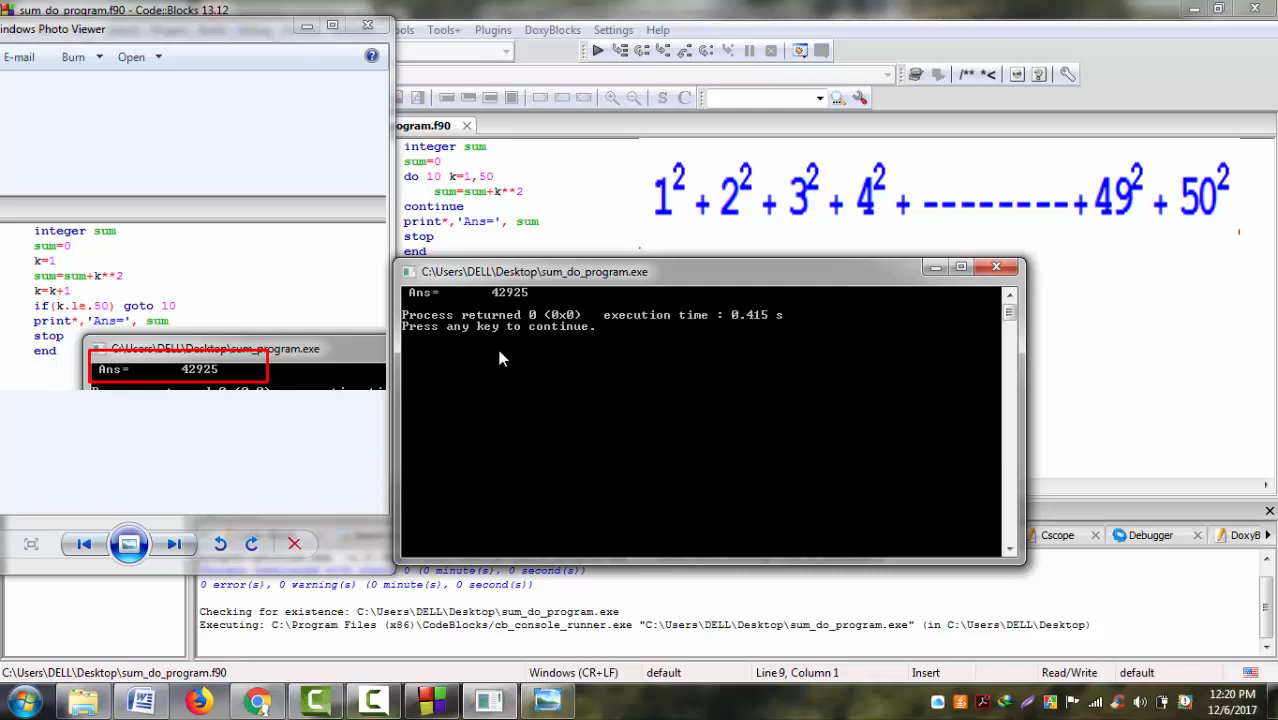 sum_do_program.f90 - Code::Blocks 13.12
ndows Photo Viewer
E-mail Burn Open
ools Tools+ Plugins DoxyBlocks Settings Help
/** *<
S C
ogram.f90
integer sum
sum=0
do 10 k=1,50
sum=sum+k**2
continue
print*,'Ans=', sum
stop
end
1² + 2² + 3² + 4² + ---------+ 49² + 50²
integer sum
sum=0
k=1
sum=sum+k**2
k=k+1
if(k.le.50) goto 10
print*,'Ans=', sum
stop
end
C:\Users\DELL\Desktop\sum_program.exe
Ans= 42925
C:\Users\DELL\Desktop\sum_do_program.exe
Ans= 42925
Process returned 0 (0x0) execution time : 0.415 s
Press any key to continue.
Cscope Debugger DoxyB
0 error(s), 0 warning(s) (0 minute(s), 0 second(s))
Checking for existence: C:\Users\DELL\Desktop\sum_do_program.exe
Executing: C:\Program Files (x86)\CodeBlocks/cb_console_runner.exe "C:\Users\DELL\Desktop\sum_do_program.exe" (in C:\Users\DELL\Desktop)
C:\Users\DELL\Desktop\sum_do_program.f90 Windows (CR+LF) default Line 9, Column 1 Insert Read/Write default
12:20 PM
12/6/2017